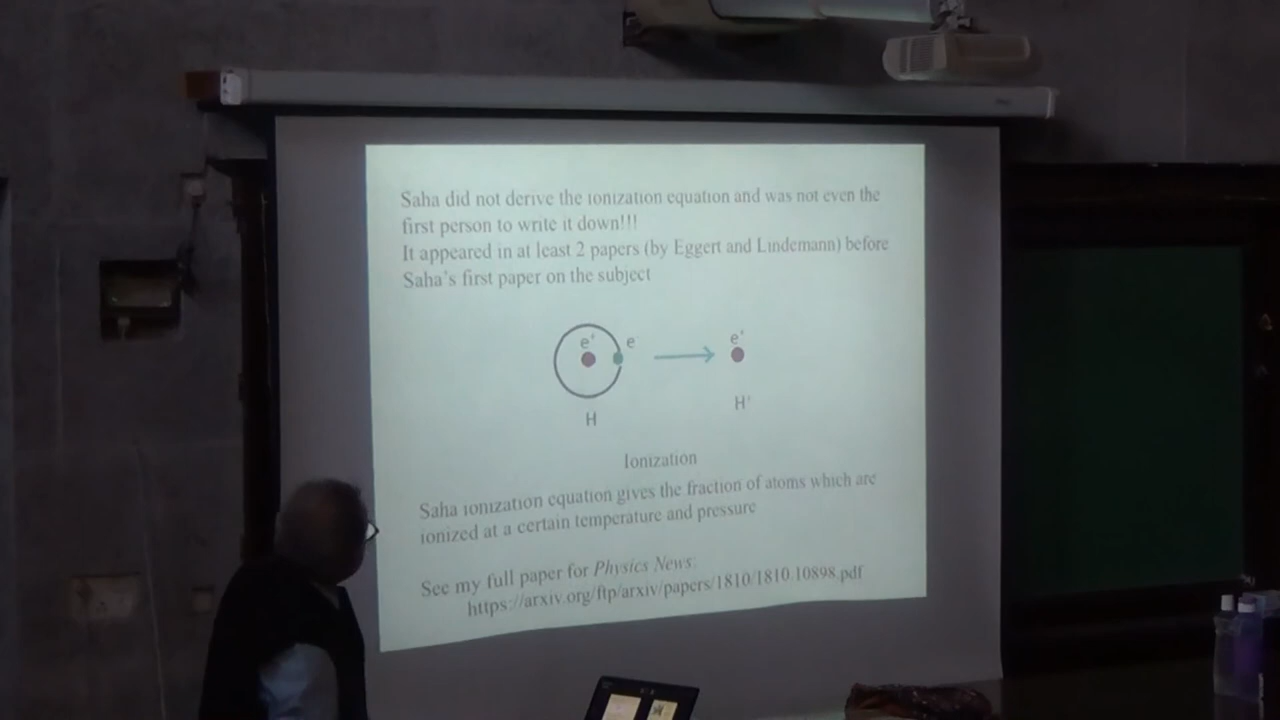 Saha did not derive the ionization equation and was not even the
first person to write it down!!!
It appeared in at least 2 papers (by Eggert and Lindemann) before
Saha's first paper on the subject
e+ e e+
H H+
Ionization
Saha ionization equation gives the fraction of atoms which are
ionized at a certain temperature and pressure
See my full paper for Physics News:
https://arxiv.org/ftp/arxiv/papers/1810/1810.10898.pdf